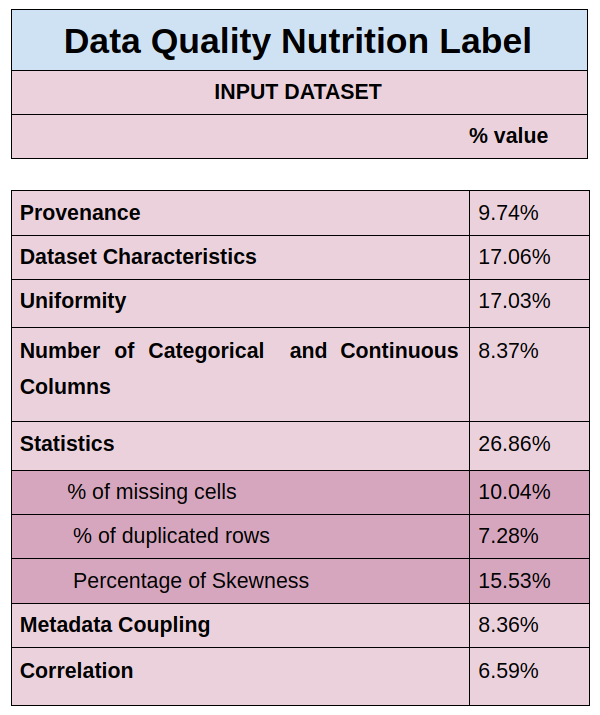 Data Quality Nutrition Label
INPUT DATASET
% value
Provenance 9.74%
Dataset Characteristics 17.06%
Uniformity 17.03%
Number of Categorical and Continuous 8.37%
Columns
Statistics 26.86%
% of missing cells 10.04%
% of duplicated rows 7.28%
Percentage of Skewness 15.53%
Metadata Coupling 8.36%
Correlation 6.59%